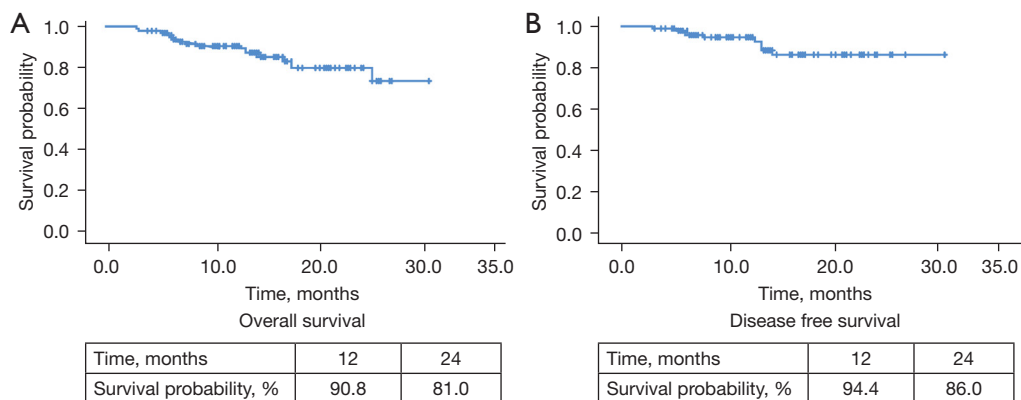 A
Survival probability
1.0
0.8
0.6
0.4
0.2
0.0
0.0 10.0 20.0 30.0 35.0
Time, months
Overall survival
Time, months 12 24
Survival probability, % 90.8 81.0
B
Survival probability
1.0
0.8
0.6
0.4
0.2
0.0
0.0 10.0 20.0 30.0 35.0
Time, months
Disease free survival
Time, months 12 24
Survival probability, % 94.4 86.0